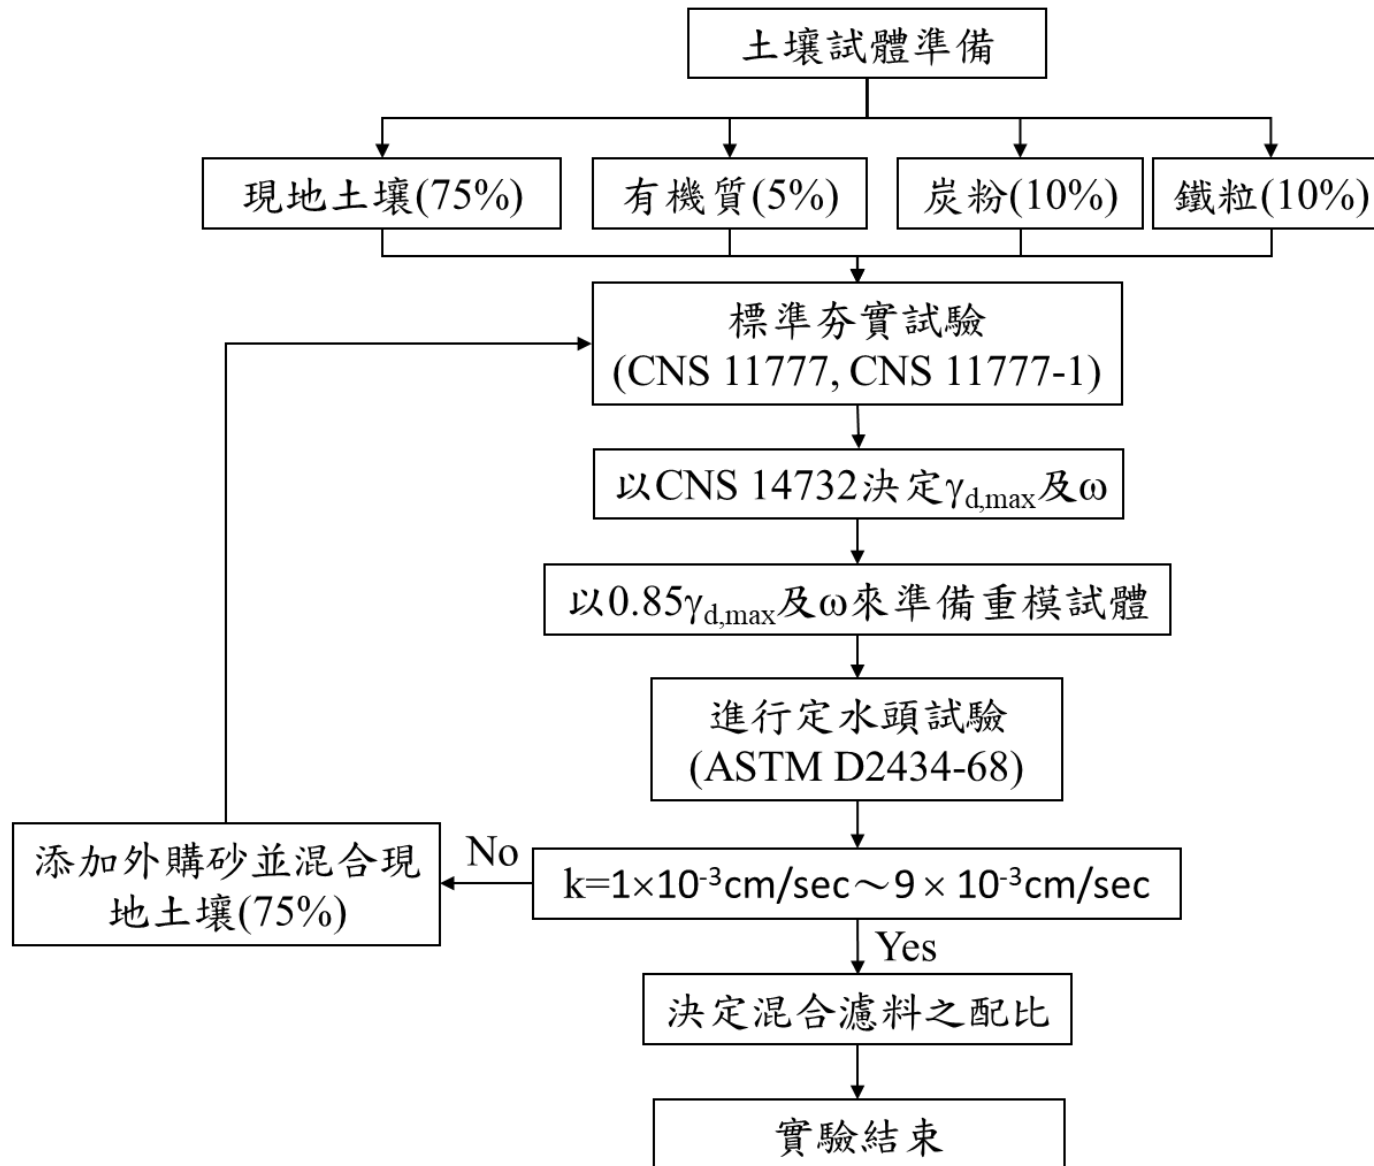 土壤試體準備
現地土壤(75%)
有機質(5%)
炭粉(10%)
鐵粒(10%)
標準夯實試驗
(CNS 11777, CNS 11777-1)
以CNS 14732決定γd,max及ω
以0.85γd,max及ω來準備重模試體
進行定水頭試驗
(ASTM D2434-68)
k=1×10-3cm/sec～9 × 10-3cm/sec
No
添加外購砂並混合現
地土壤(75%)
Yes
決定混合濾料之配比
實驗結束